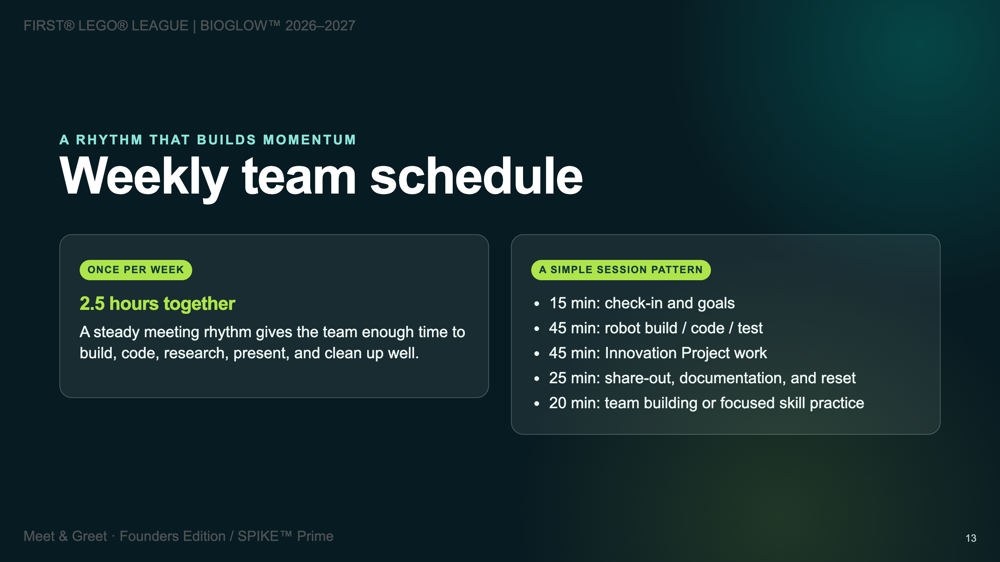 FIRST® LEGO® LEAGUE | BIOGLOW™ 2026–2027
A RHYTHM THAT BUILDS MOMENTUM
Weekly team schedule
ONCE PER WEEK
2.5 hours together
A steady meeting rhythm gives the team enough time to
build, code, research, present, and clean up well.
A SIMPLE SESSION PATTERN
• 15 min: check-in and goals
• 45 min: robot build / code / test
• 45 min: Innovation Project work
• 25 min: share-out, documentation, and reset
• 20 min: team building or focused skill practice
Meet & Greet · Founders Edition / SPIKE™ Prime
13